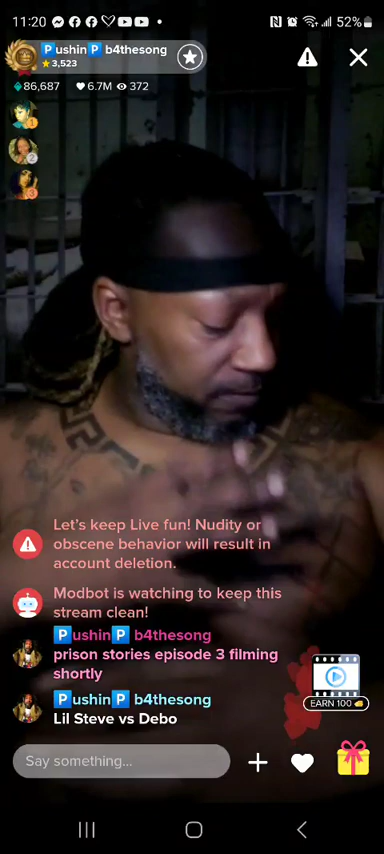 11:20
52%
🅿️ushin🅿️ b4thesong
3,523
86,687 6.7M 372
1
2
3
Let's keep Live fun! Nudity or
obscene behavior will result in
account deletion.
Modbot is watching to keep this
stream clean!
🅿️ushin🅿️ b4thesong
prison stories episode 3 filming
shortly
🅿️ushin🅿️ b4thesong
Lil Steve vs Debo
EARN 100
Say something...